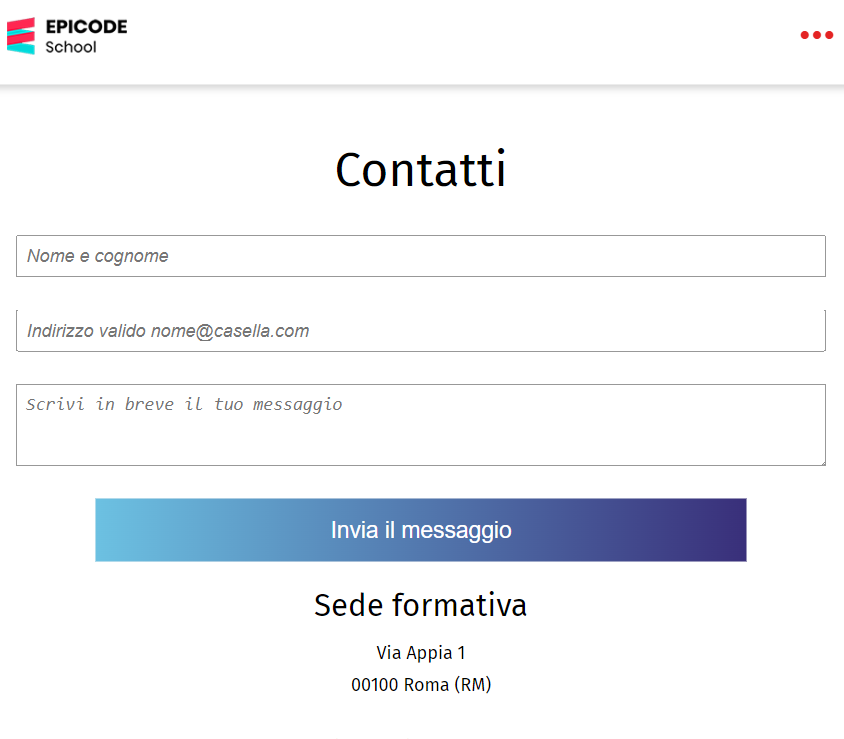 EPICODE
School
Contatti
Nome e cognome
Indirizzo valido nome@casella.com
Scrivi in breve il tuo messaggio
Invia il messaggio
Sede formativa
Via Appia 1
00100 Roma (RM)